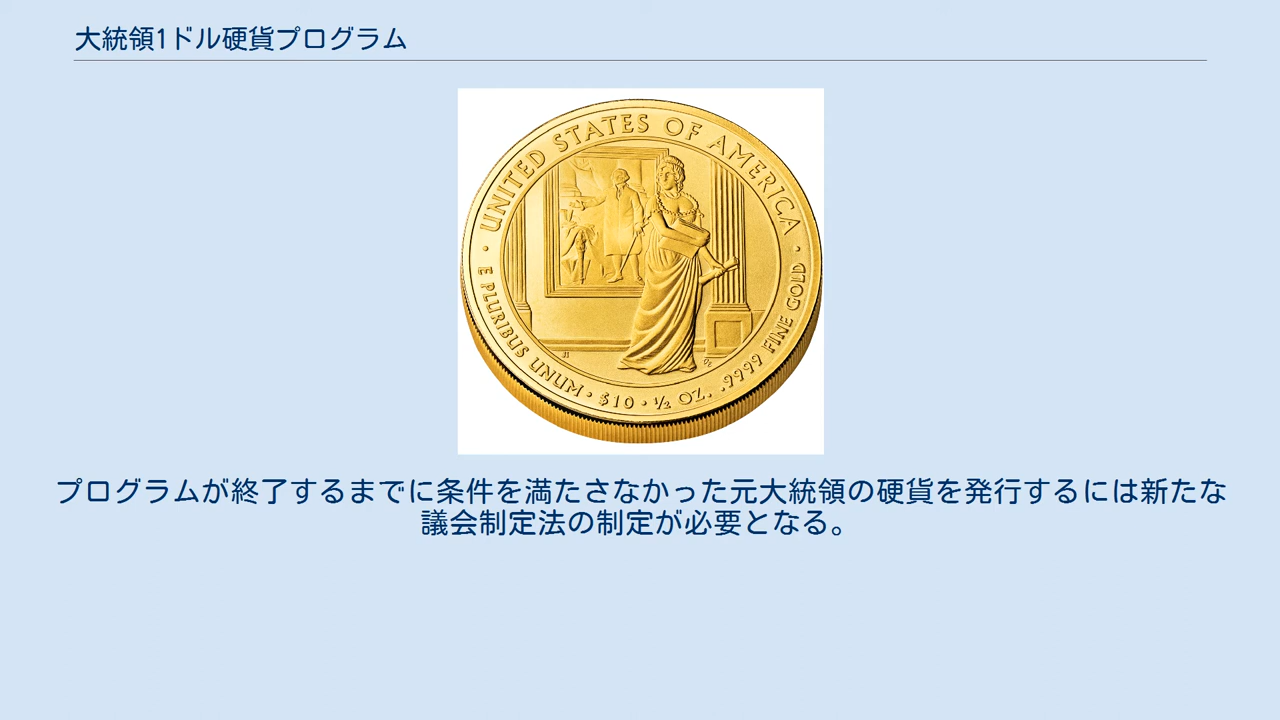 大統領1ドル硬貨プログラム
UNITED STATES OF AMERICA
E PLURIBUS UNUM · $10 · ½ OZ. .9999 FINE GOLD
プログラムが終了するまでに条件を満たさなかった元大統領の硬貨を発行するには新たな
議会制定法の制定が必要となる。